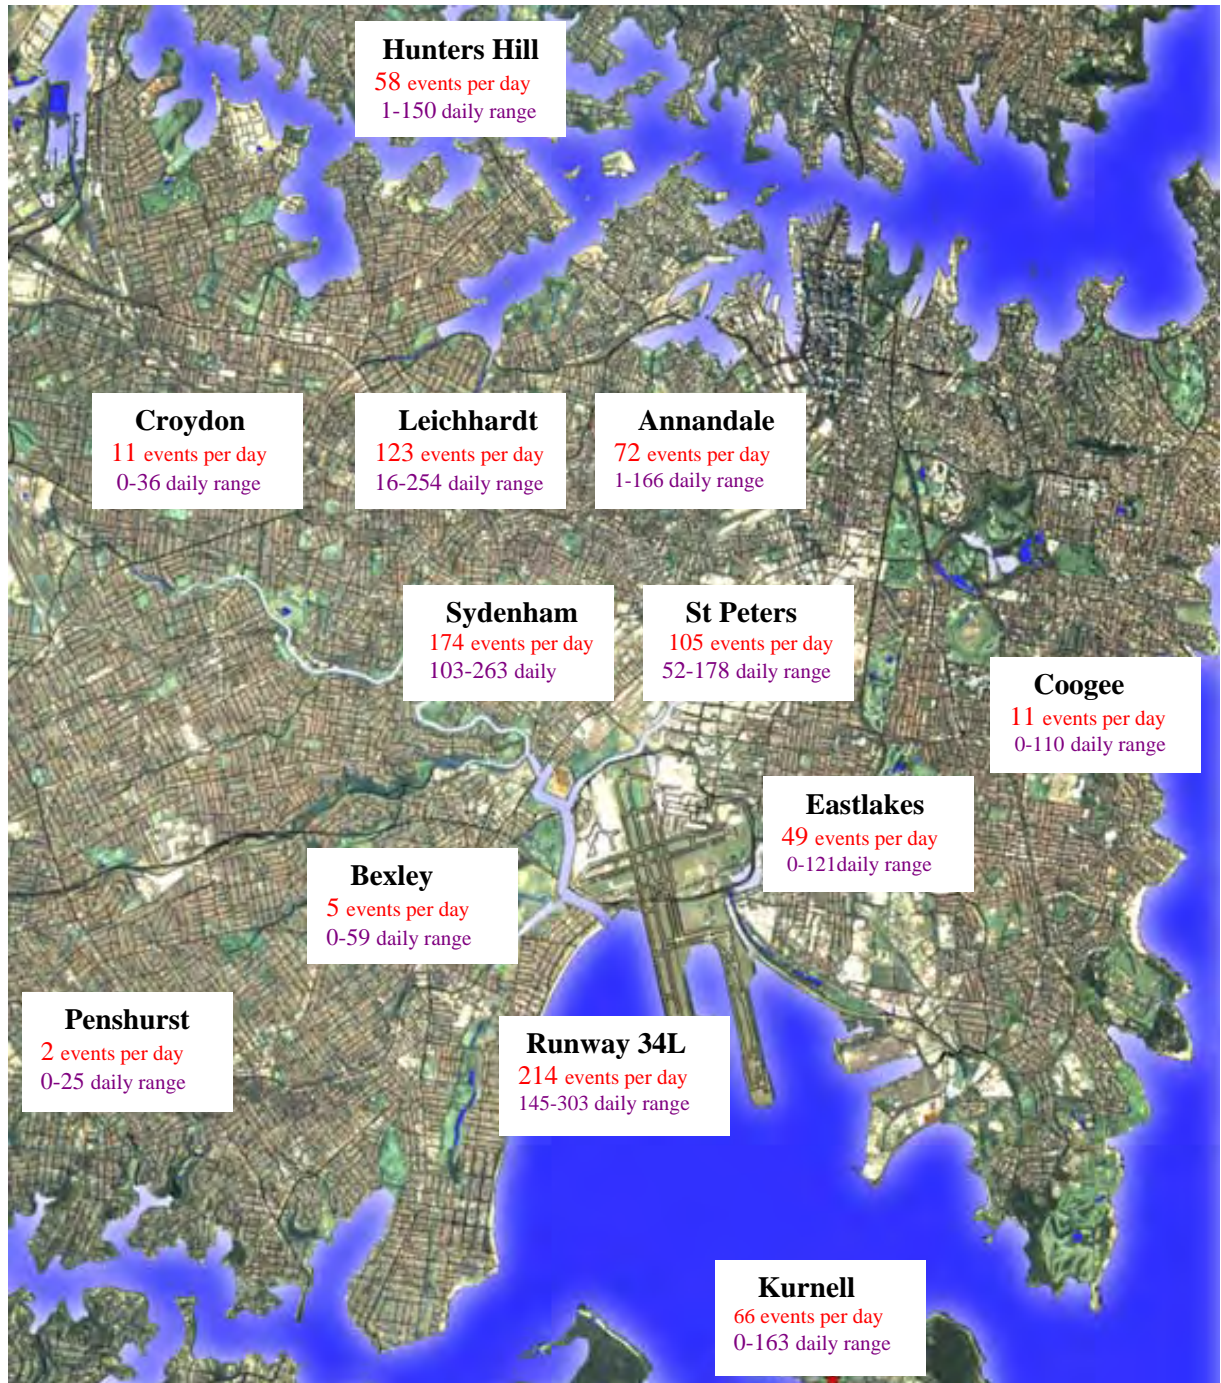 Hunters Hill
58 events per day
1-150 daily range
Croydon
11 events per day
0-36 daily range
Leichhardt
123 events per day
16-254 daily range
Annandale
72 events per day
1-166 daily range
Sydenham
174 events per day
103-263 daily
St Peters
105 events per day
52-178 daily range
Coogee
11 events per day
0-110 daily range
Eastlakes
49 events per day
0-121daily range
Bexley
5 events per day
0-59 daily range
Penshurst
2 events per day
0-25 daily range
Runway 34L
214 events per day
145-303 daily range
Kurnell
66 events per day
0-163 daily range